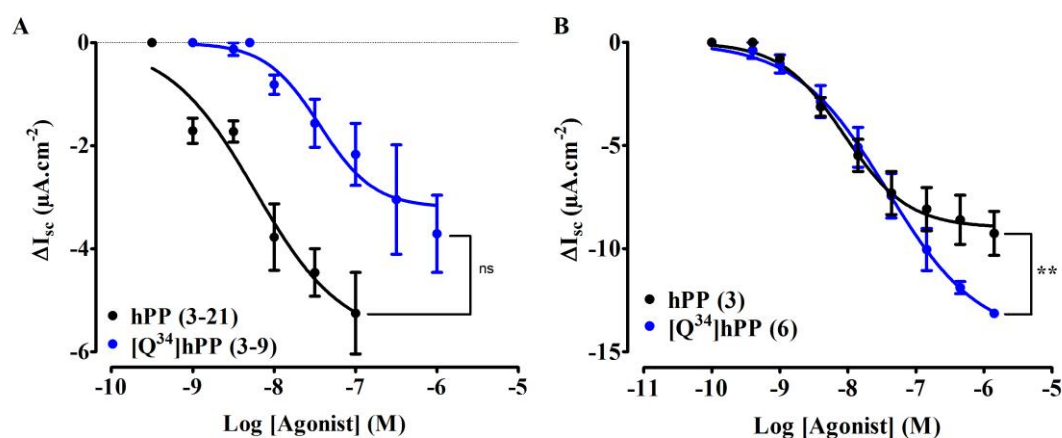 A
ΔIsc (µA.cm⁻²)
0
-2
-4
-6
ns
hPP (3-21)
[Q³⁴]hPP (3-9)
-10 -9 -8 -7 -6 -5
Log [Agonist] (M)
B
ΔIsc (µA.cm⁻²)
0
-5
-10
-15
**
hPP (3)
[Q³⁴]hPP (6)
-11 -10 -9 -8 -7 -6 -5
Log [Agonist] (M)